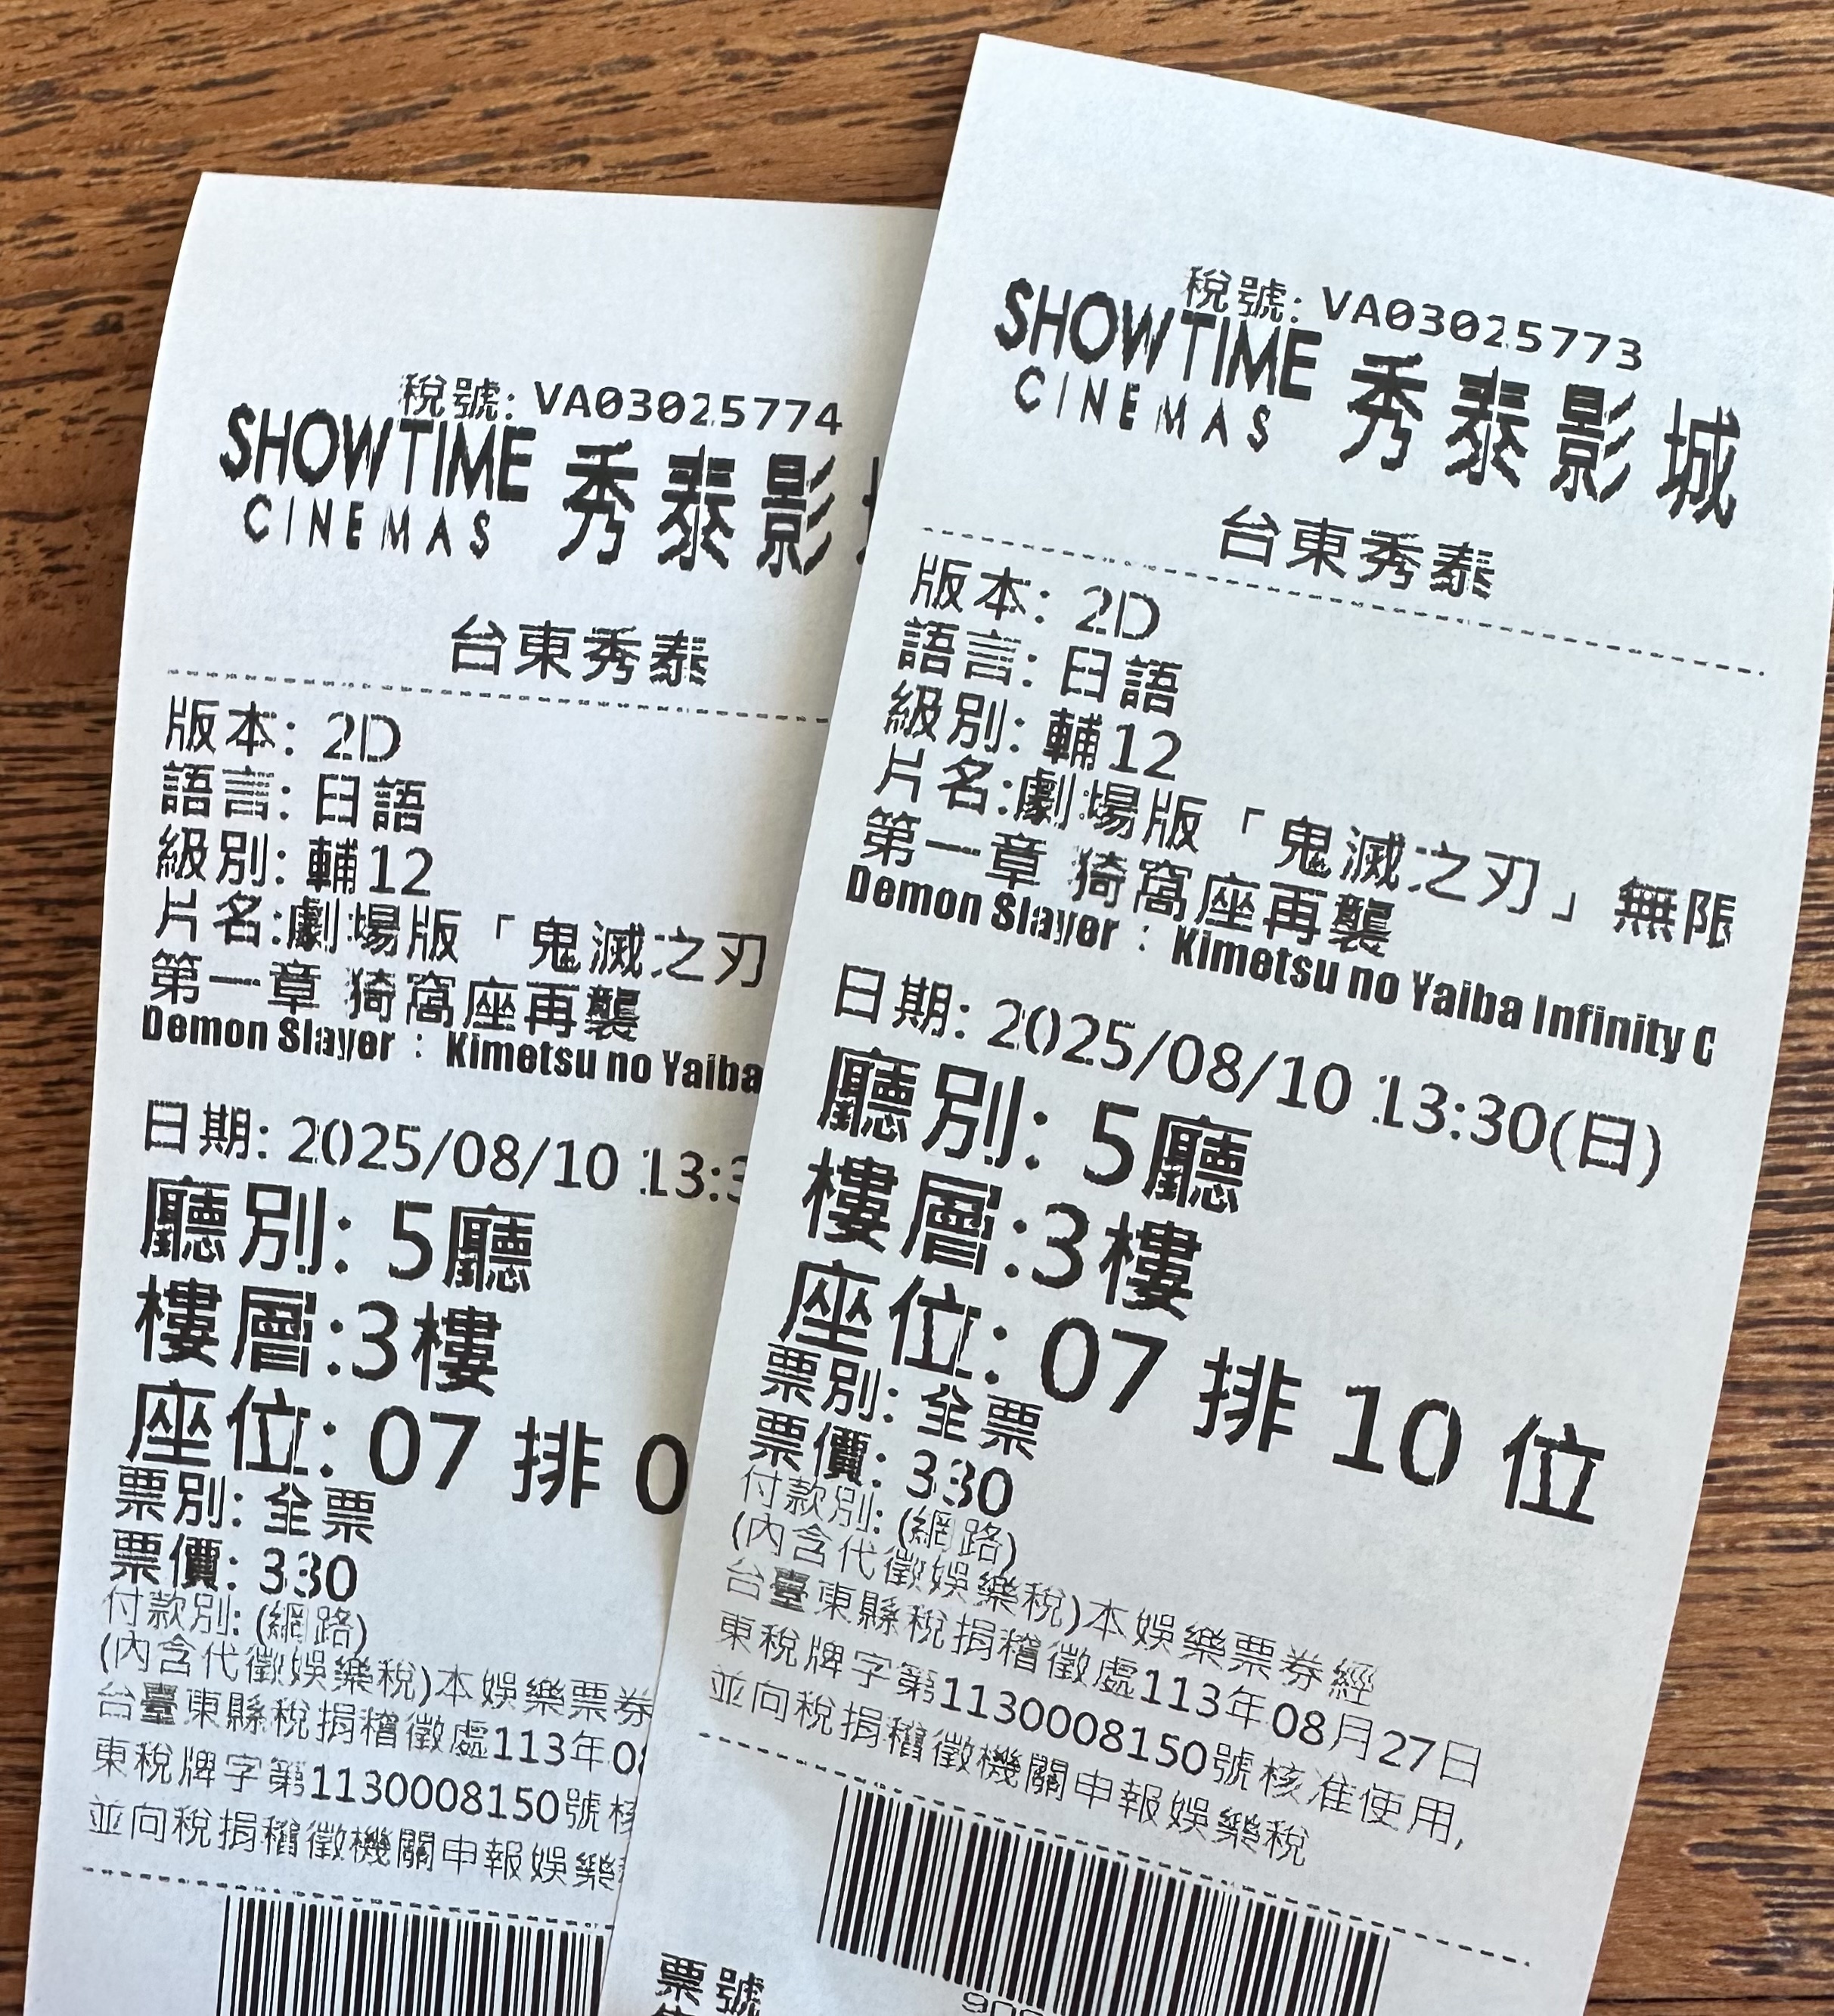 稅號: VA03025774
SHOWTIME
CINEMAS
秀泰影
台東秀泰
版本: 2D
語言: 日語
級別: 輔12
片名:劇場版「鬼滅之刃
第一章 猗窩座再襲
Demon Slayer : Kimetsu no Yaiba
日期: 2025/08/10 13:3
廳別: 5廳
樓層:3樓
座位: 07 排 0
票別: 全票
票價: 330
付款別: (網路)
(內含代徵娛樂稅)本娛樂票券
台臺東縣稅捐稽徵處113年08
東稅牌字第1130008150號核
並向稅捐稽徵機關申報娛樂
稅號: VA03025773
SHOWTIME
CINEMAS
秀泰影城
台東秀泰
版本: 2D
語言: 日語
級別: 輔12
片名:劇場版「鬼滅之刃」無限
第一章 猗窩座再襲
Demon Slayer : Kimetsu no Yaiba Infinity C
日期: 2025/08/10 13:30(日)
廳別: 5廳
樓層:3樓
座位: 07 排 10 位
票別: 全票
票價: 330
付款別: (網路)
(內含代徵娛樂稅)本娛樂票券經
台臺東縣稅捐稽徵處113年08月27日
東稅牌字第1130008150號核准使用,
並向稅捐稽徵機關申報娛樂稅
票號